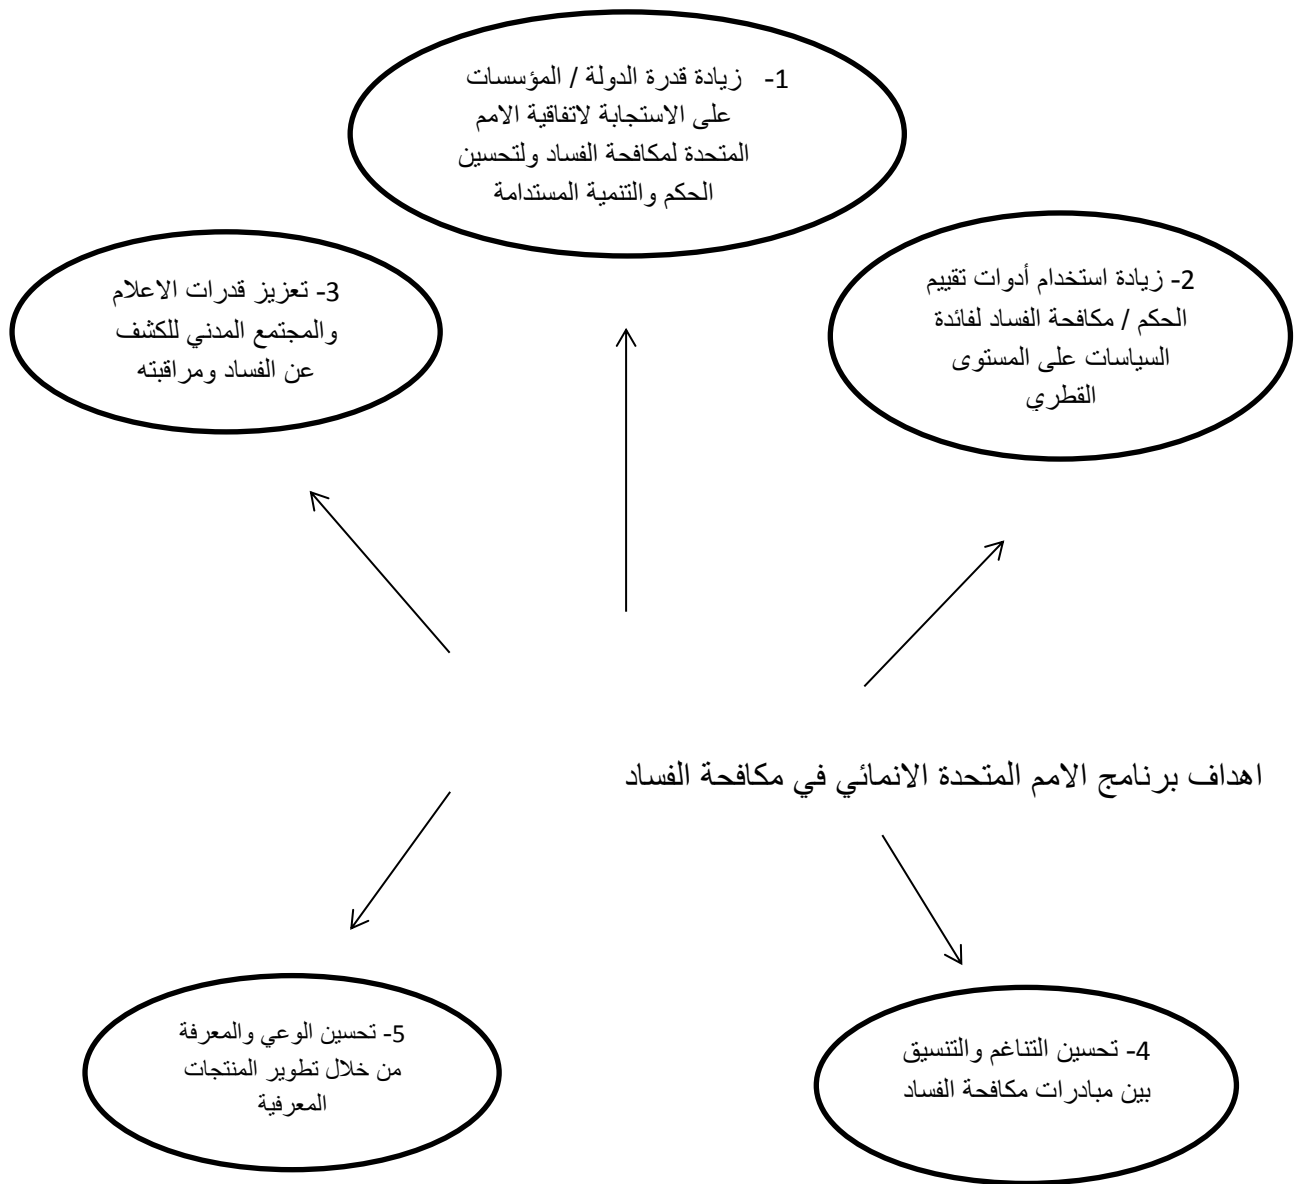 1- زيادة قدرة الدولة / المؤسسات
على الاستجابة لاتفاقية الامم
المتحدة لمكافحة الفساد ولتحسين
الحكم والتنمية المستدامة
2- زيادة استخدام أدوات تقييم
الحكم / مكافحة الفساد لفائدة
السياسات على المستوى
القطري
3- تعزيز قدرات الاعلام
والمجتمع المدني للكشف
عن الفساد ومراقبته
اهداف برنامج الامم المتحدة الانمائي في مكافحة الفساد
4- تحسين التناغم والتنسيق
بين مبادرات مكافحة الفساد
5- تحسين الوعي والمعرفة
من خلال تطوير المنتجات
المعرفية